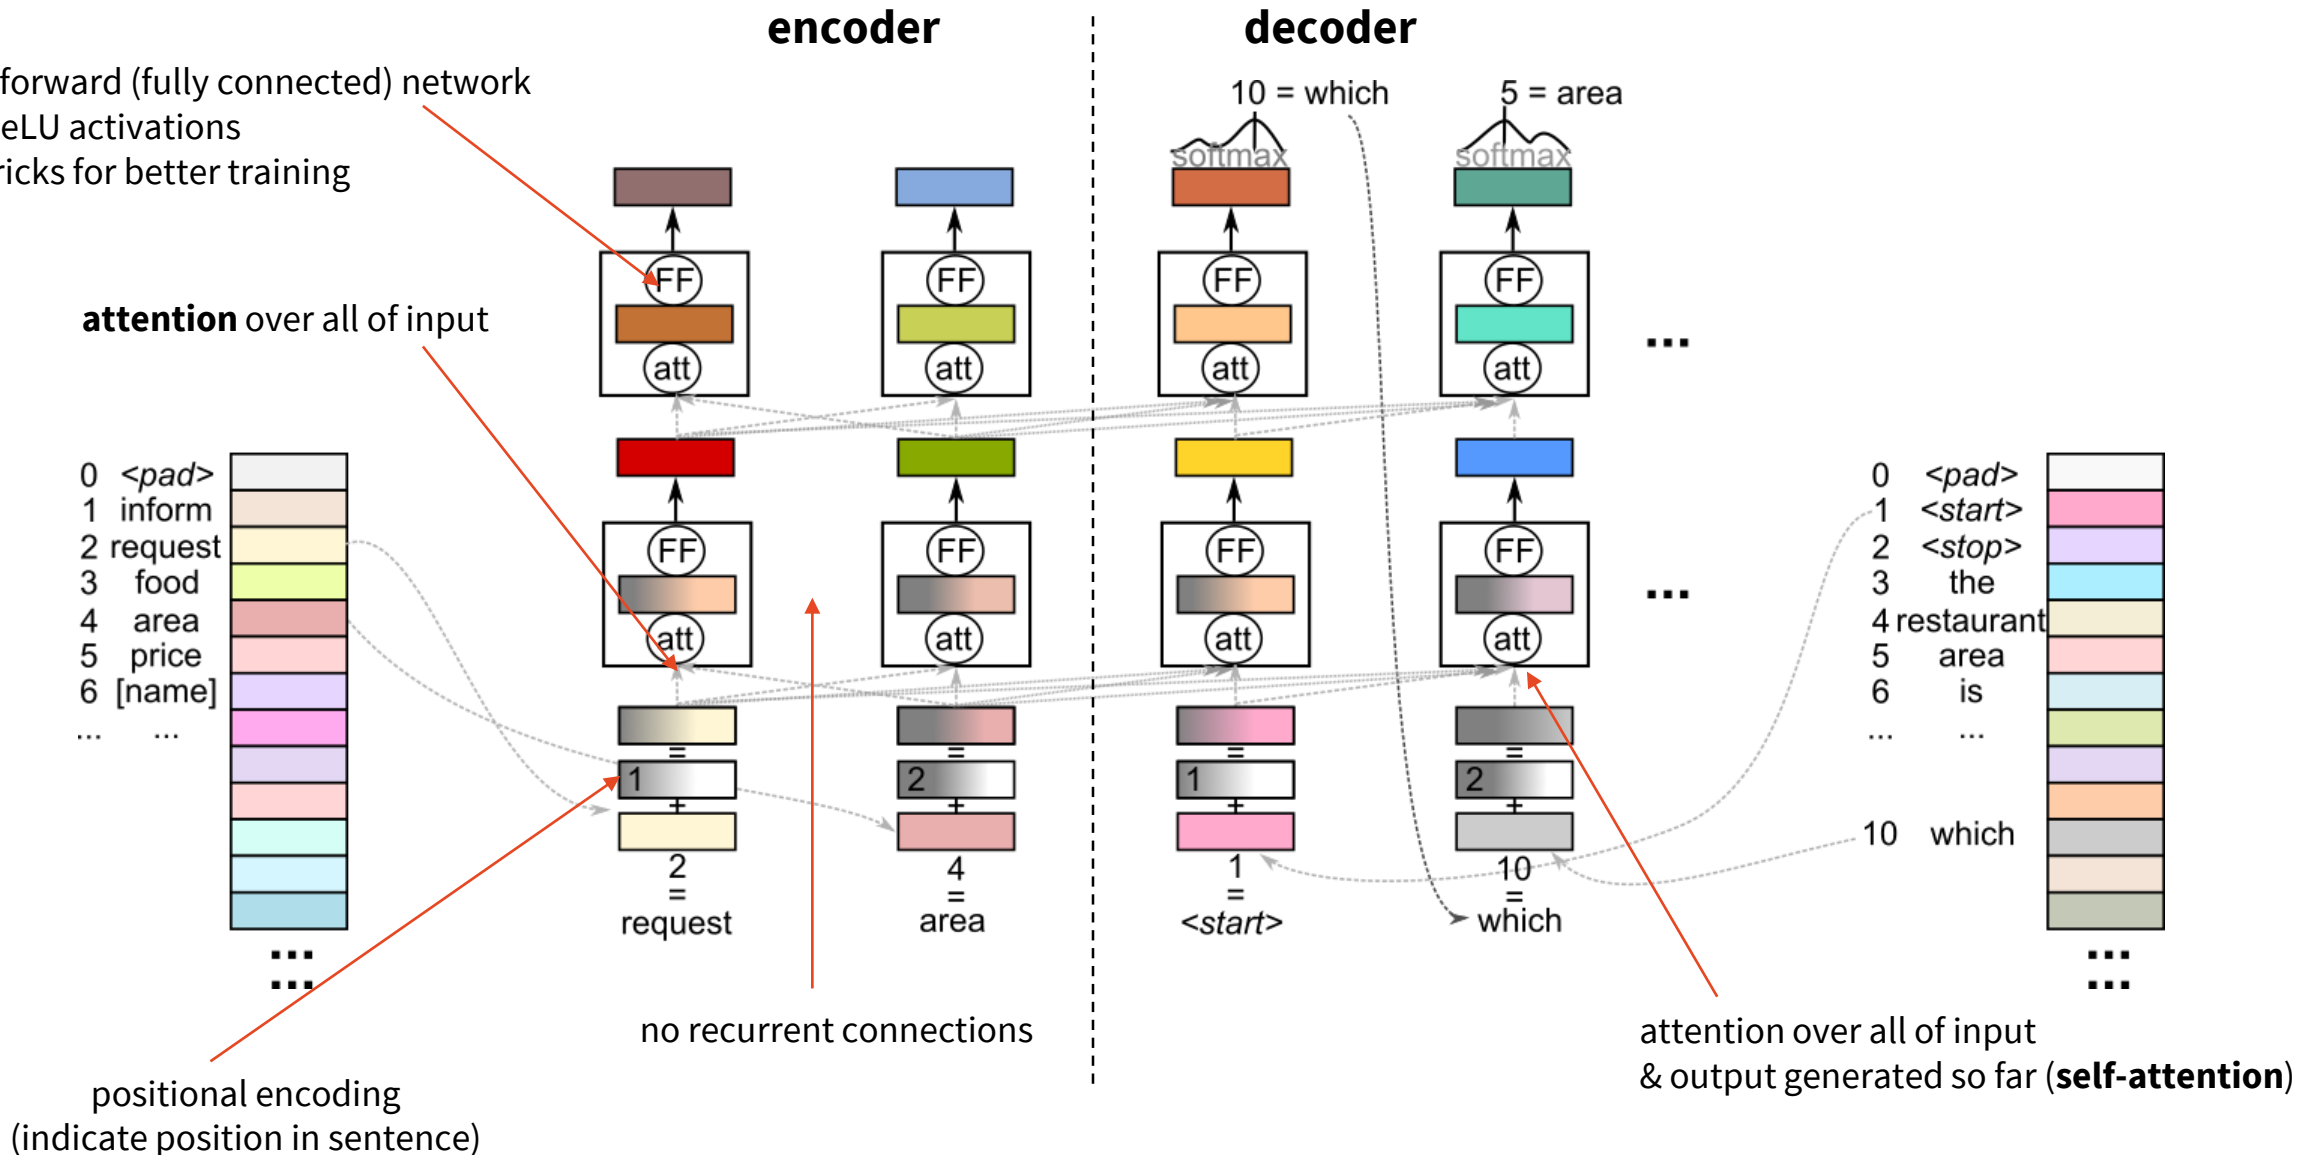 encoder
decoder
forward (fully connected) network
eLU activations
ricks for better training
10 = which
5 = area
softmax
softmax
FF
FF
FF
FF
attention over all of input
att
att
att
att
...
0 <pad>
1 inform
2 request
3 food
4 area
5 price
6 [name]
... ...
...
...
FF
FF
FF
FF
att
att
att
att
...
=
=
=
=
1
2
1
2
+
+
+
+
2
4
1
10
=
=
=
=
request
area
<start>
which
0 <pad>
1 <start>
2 <stop>
3 the
4 restaurant
5 area
6 is
... ...
10 which
...
...
no recurrent connections
attention over all of input
& output generated so far (self-attention)
positional encoding
(indicate position in sentence)